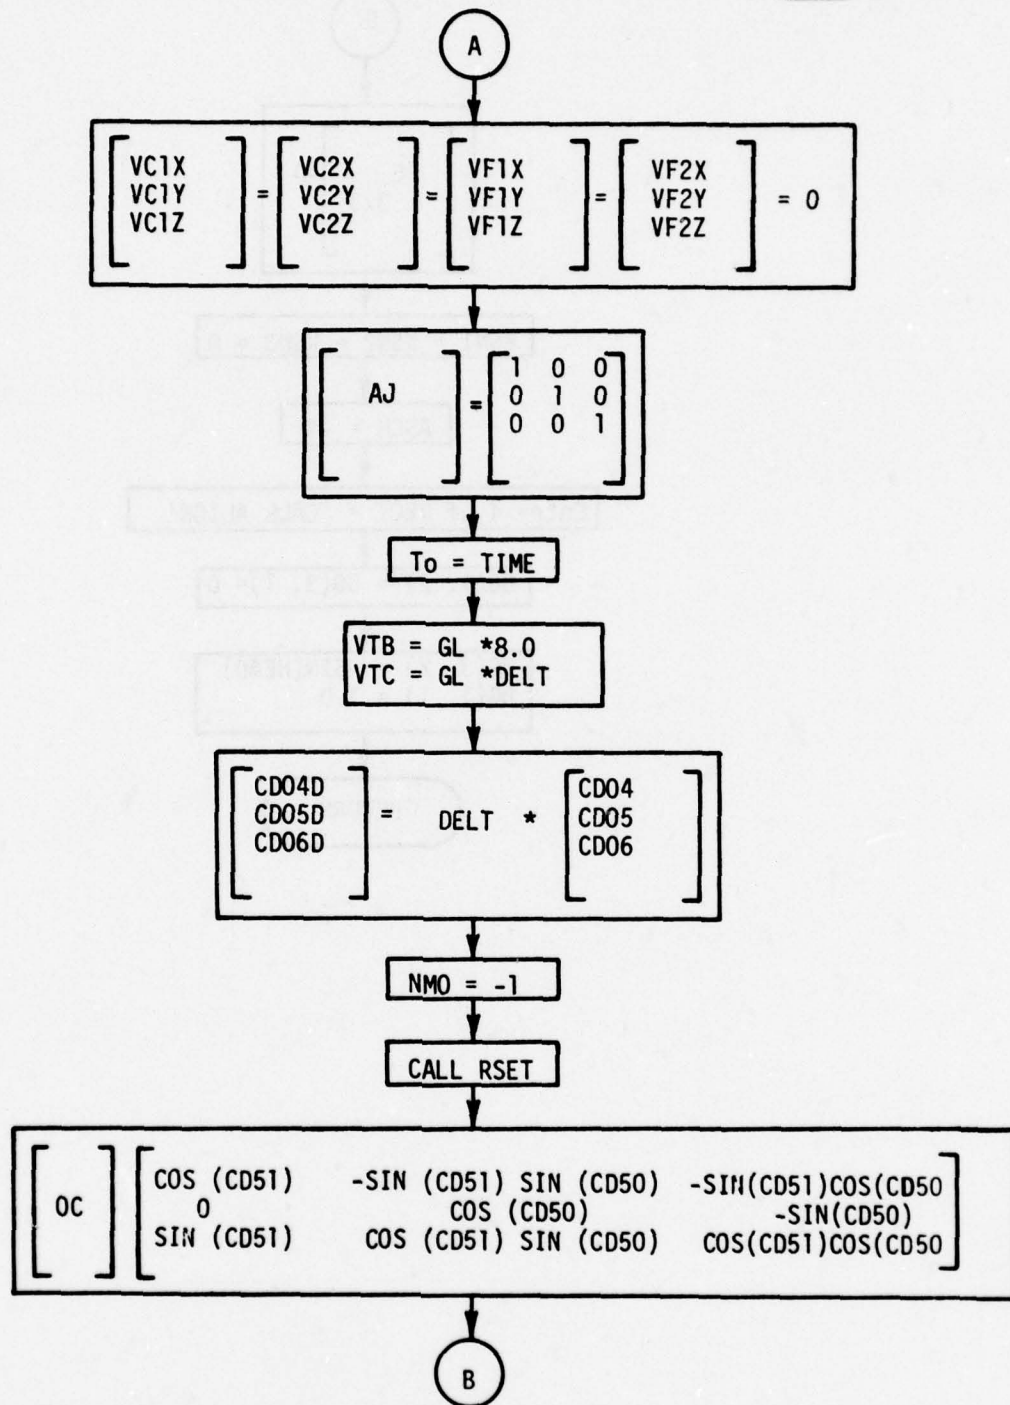 A
VC1X VC2X VF1X VF2X
VC1Y = VC2Y = VF1Y = VF2Y = 0
VC1Z VC2Z VF1Z VF2Z
1 0 0
AJ = 0 1 0
0 0 1
To = TIME
VTB = GL *8.0
VTC = GL *DELT
CD04D CD04
CD05D = DELT * CD05
CD06D CD06
NMO = -1
CALL RSET
COS (CD51) -SIN (CD51) SIN (CD50) -SIN(CD51)COS(CD50
OC 0 COS (CD50) -SIN(CD50)
SIN (CD51) COS (CD51) SIN (CD50) COS(CD51)COS(CD50
B